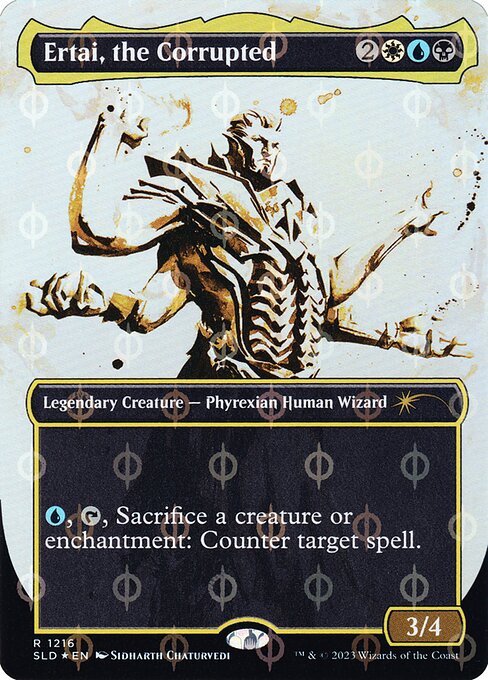 Ertai, the Corrupted 2
Legendary Creature — Phyrexian Human Wizard
, , Sacrifice a creature or
enchantment: Counter target spell.
3/4
R 1216
SLD ★ EN Sidharth Chaturvedi
™ & © 2023 Wizards of the Coast